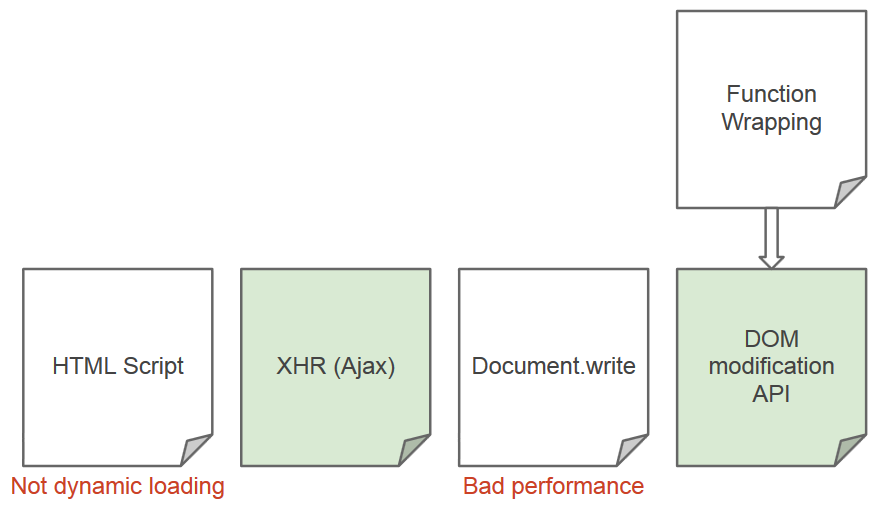 Function
Wrapping
HTML Script
XHR (Ajax)
Document.write
DOM
modification
API
Not dynamic loading
Bad performance